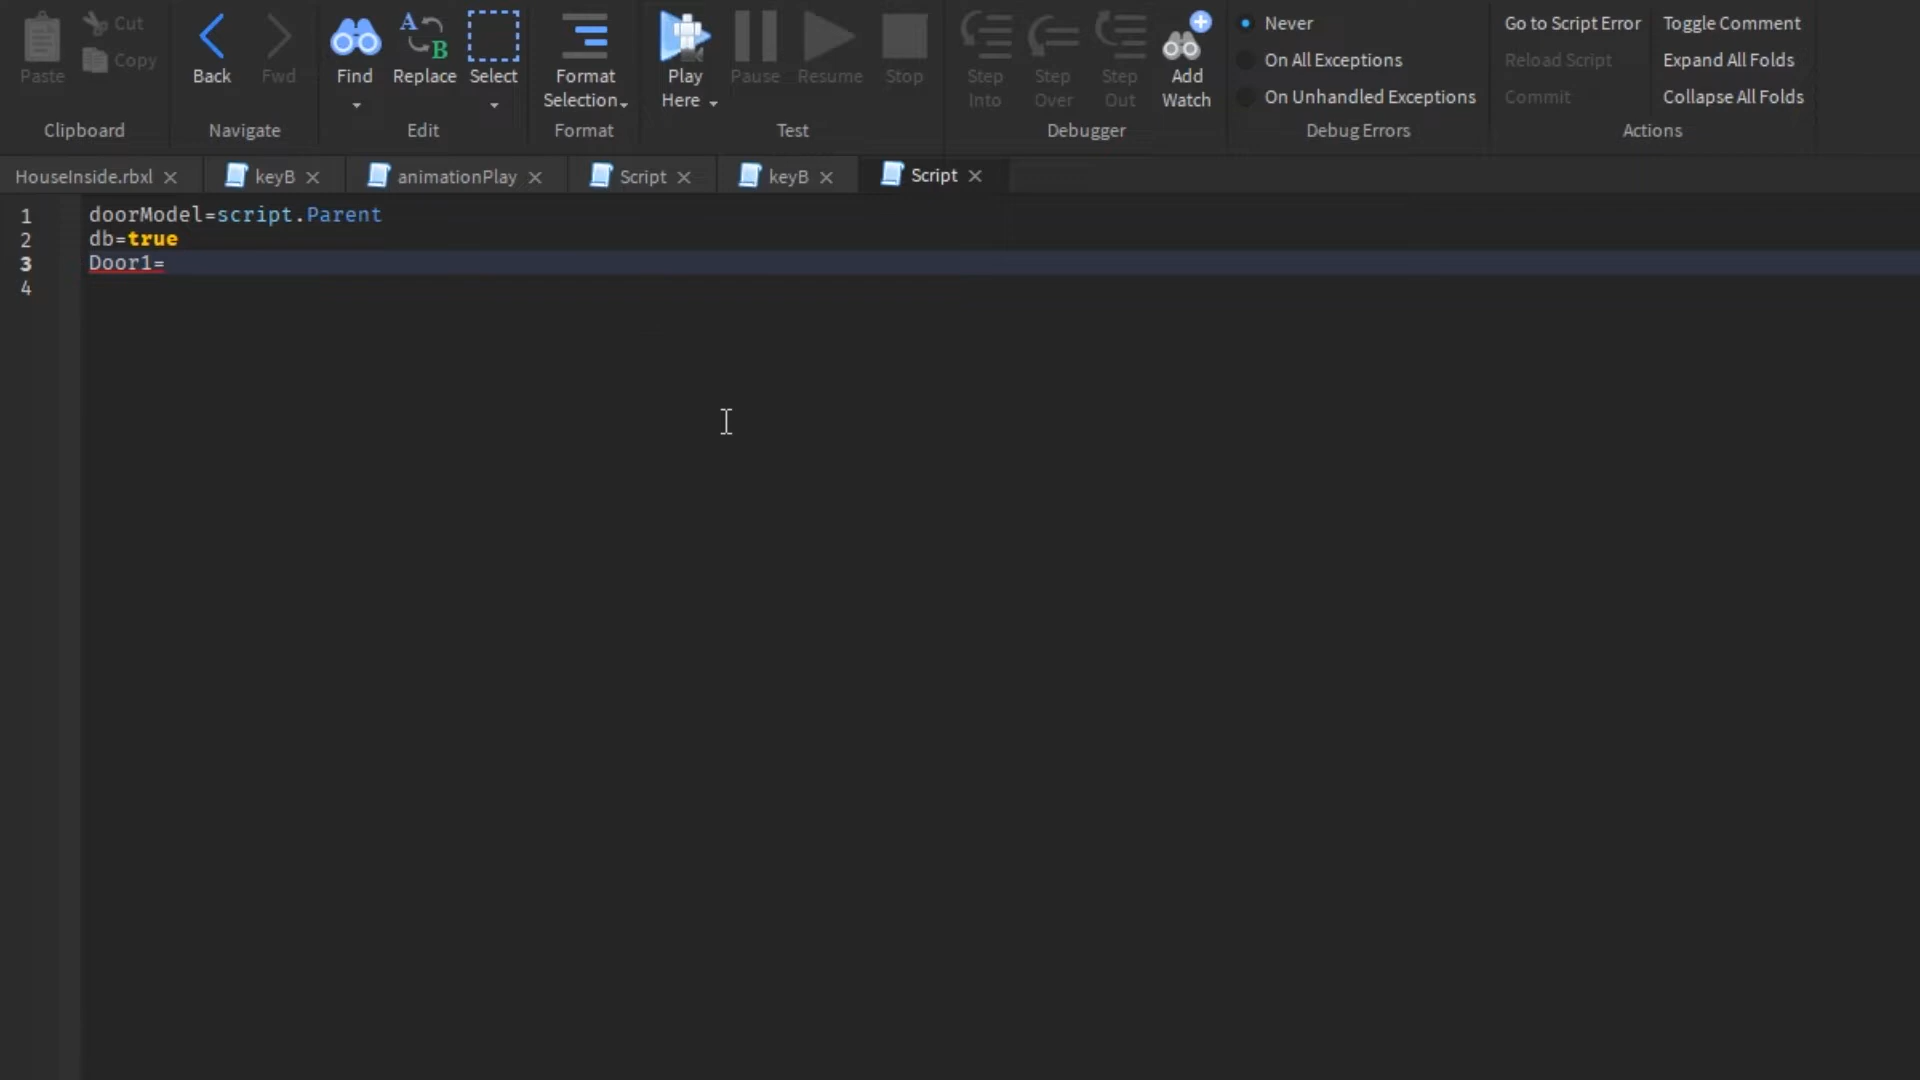 Paste
Cut
Copy
Clipboard
Back
Fwd
Navigate
Find
Replace
Select
Edit
Format
Selection
Format
Play
Here
Pause
Resume
Stop
Test
Step
Into
Step
Over
Step
Out
Add
Watch
Debugger
Never
On All Exceptions
On Unhandled Exceptions
Debug Errors
Go to Script Error
Reload Script
Commit
Toggle Comment
Expand All Folds
Collapse All Folds
Actions
HouseInside.rbxl
keyB
animationPlay
Script
keyB
Script
1 doorModel=script.Parent
2 db=true
3 Door1=
4